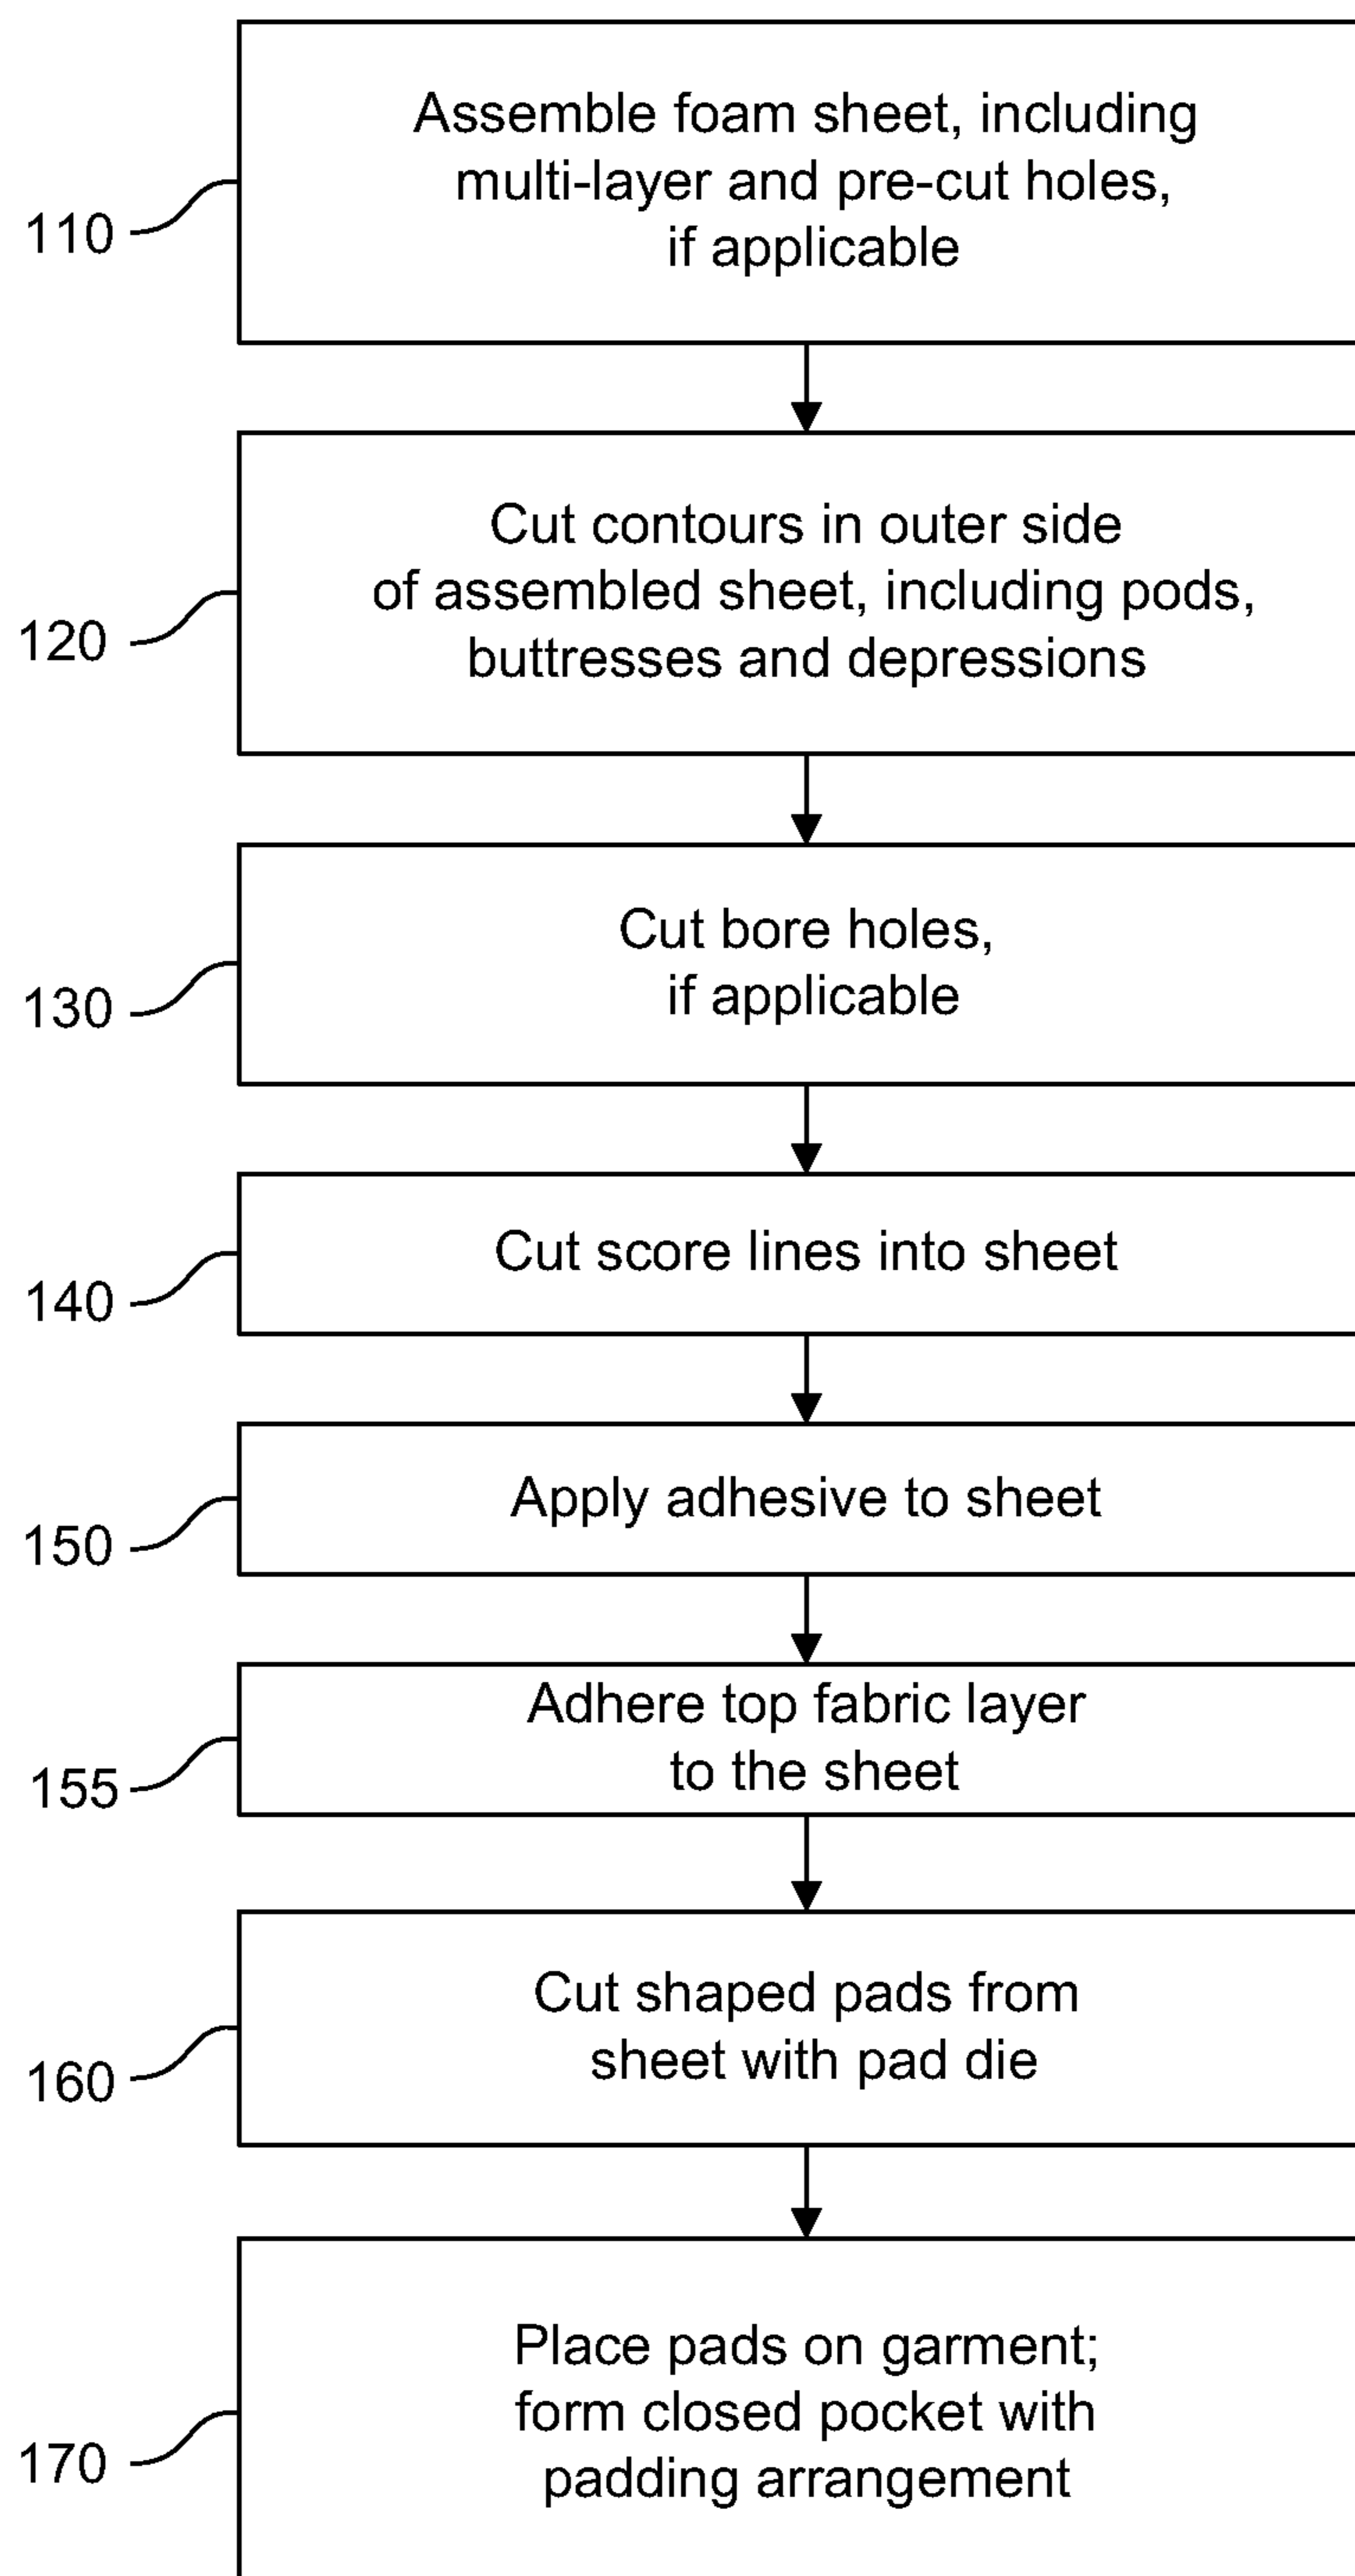 Assemble foam sheet, including
multi-layer and pre-cut holes,
if applicable
110
Cut contours in outer side
of assembled sheet, including pods,
buttresses and depressions
120
Cut bore holes,
if applicable
130
Cut score lines into sheet
140
Apply adhesive to sheet
150
Adhere top fabric layer
to the sheet
155
Cut shaped pads from
sheet with pad die
160
Place pads on garment;
form closed pocket with
padding arrangement
170